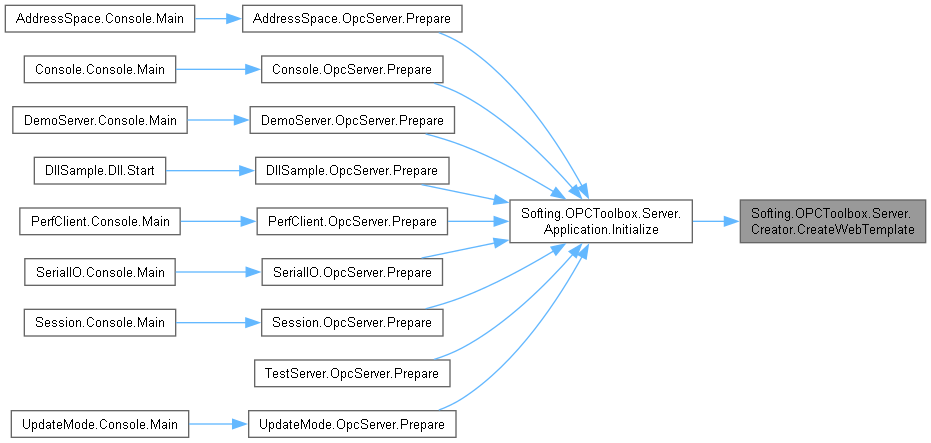 AddressSpace.Console.Main
AddressSpace.OpcServer.Prepare
Console.Console.Main
Console.OpcServer.Prepare
DemoServer.Console.Main
DemoServer.OpcServer.Prepare
DllSample.Dll.Start
DllSample.OpcServer.Prepare
PerfClient.Console.Main
PerfClient.OpcServer.Prepare
Softing.OPCToolbox.Server.
Application.Initialize
Softing.OPCToolbox.Server.
Creator.CreateWebTemplate
SerialIO.Console.Main
SerialIO.OpcServer.Prepare
Session.Console.Main
Session.OpcServer.Prepare
TestServer.OpcServer.Prepare
UpdateMode.Console.Main
UpdateMode.OpcServer.Prepare